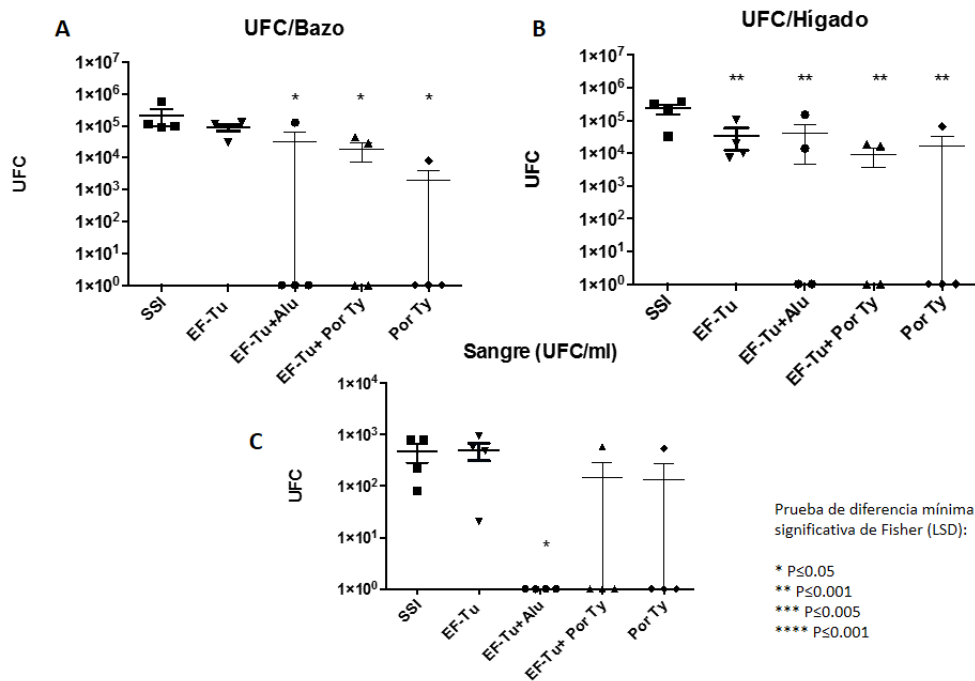 A
UFC/Bazo
UFC
1×10⁷
1×10⁶
1×10⁵
1×10⁴
1×10³
1×10²
1×10¹
1×10⁰
* * *
SSI
EF-Tu
EF-Tu+Alu
EF-Tu+ Por Ty
Por Ty
B
UFC/Hígado
UFC
1×10⁷
1×10⁶
1×10⁵
1×10⁴
1×10³
1×10²
1×10¹
1×10⁰
** ** ** **
SSI
EF-Tu
EF-Tu+Alu
EF-Tu+ Por Ty
Por Ty
C
Sangre (UFC/ml)
UFC
1×10⁴
1×10³
1×10²
1×10¹
1×10⁰
*
SSI
EF-Tu
EF-Tu+Alu
EF-Tu+ Por Ty
Por Ty
Prueba de diferencia mínima
significativa de Fisher (LSD):
* P≤0.05
** P≤0.001
*** P≤0.005
**** P≤0.001